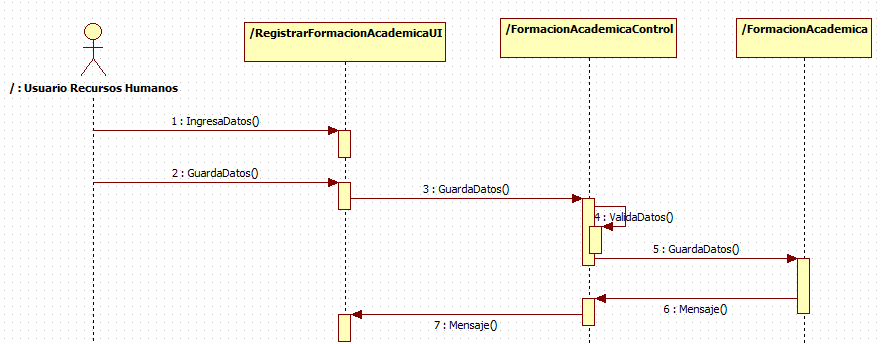 /RegistrarFormacionAcademicaUI
/FormacionAcademicaControl
/FormacionAcademica
/ : Usuario Recursos Humanos
1 : IngresaDatos()
2 : GuardaDatos()
3 : GuardaDatos()
4 : ValidaDatos()
5 : GuardaDatos()
6 : Mensaje()
7 : Mensaje()